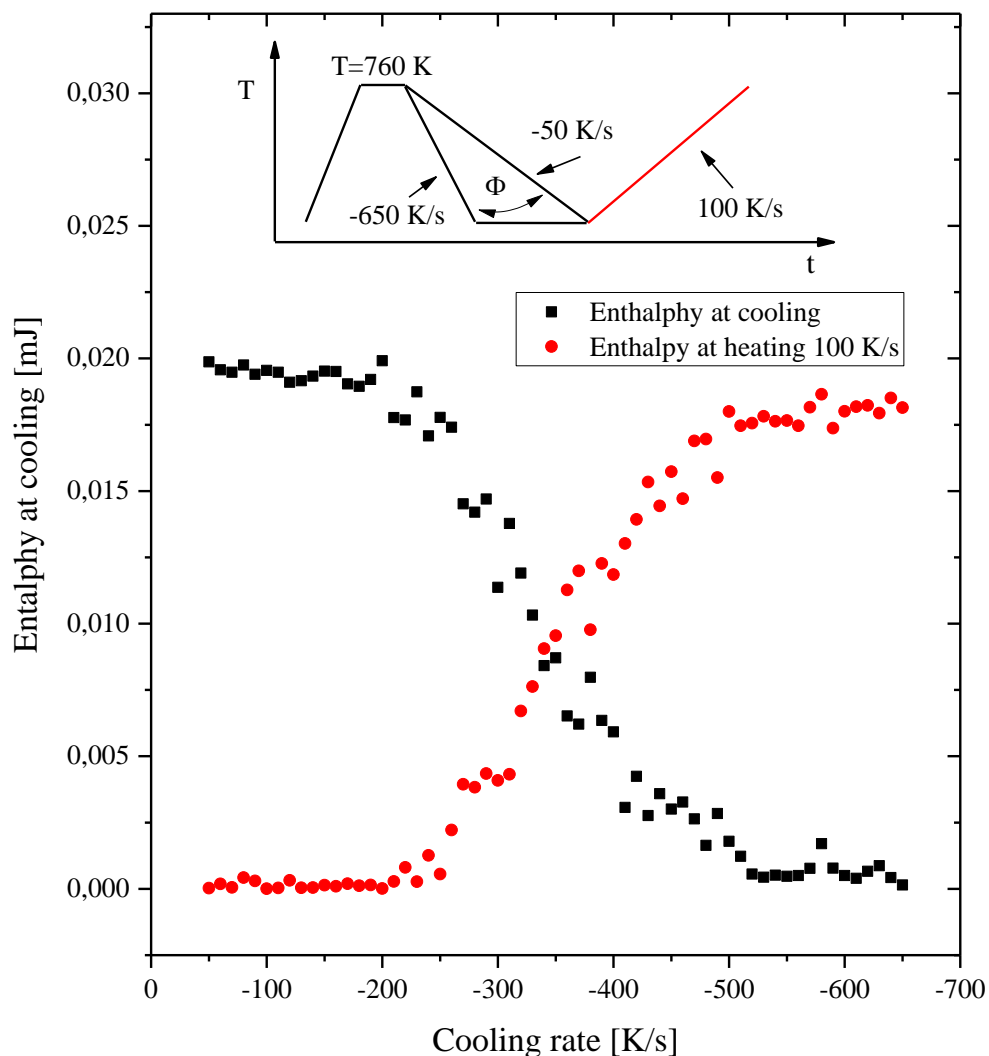 T=760 K
T
-50 K/s
Φ
-650 K/s
100 K/s
t
Enthalphy at cooling
Enthalpy at heating 100 K/s
Entalphy at cooling [mJ]
0,030
0,025
0,020
0,015
0,010
0,005
0,000
0 -100 -200 -300 -400 -500 -600 -700
Cooling rate [K/s]